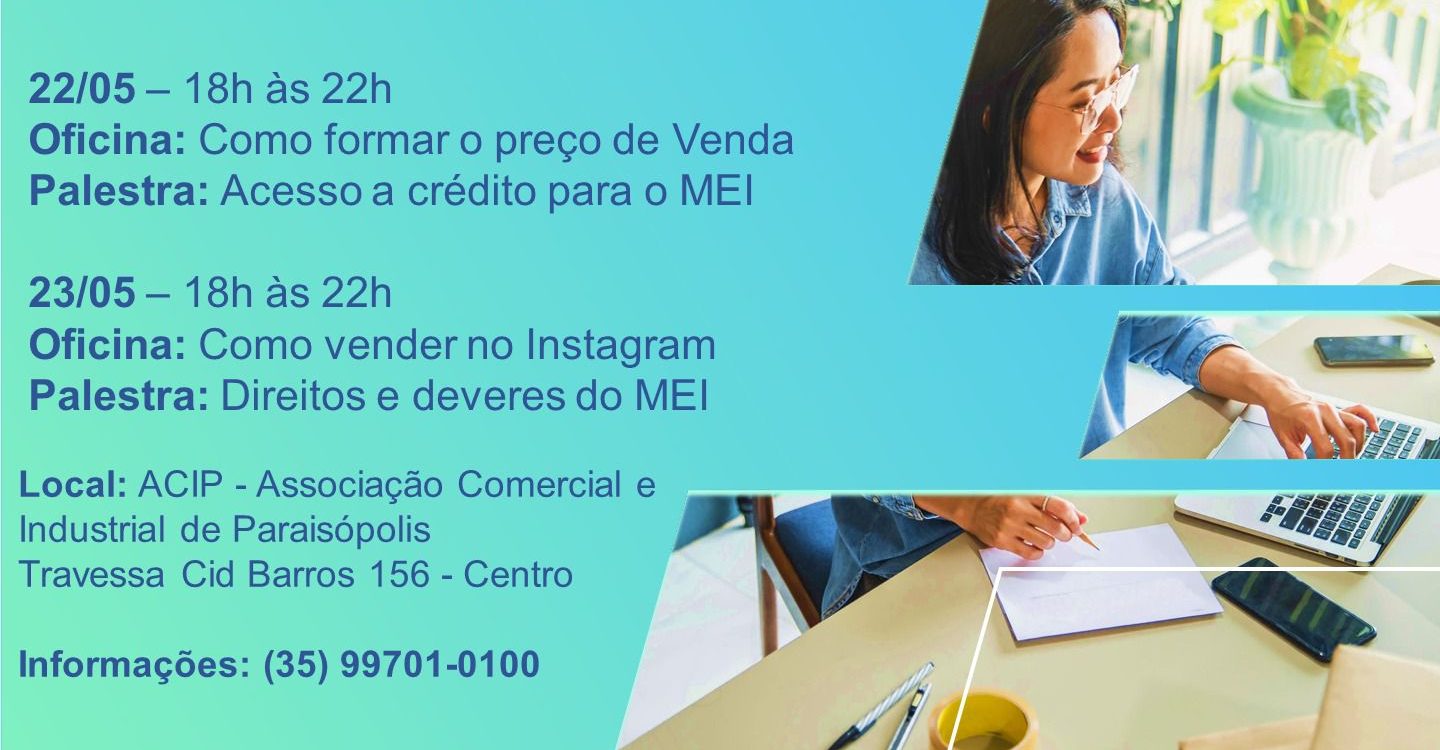 22/05 – 18h às 22h
Oficina: Como formar o preço de Venda
Palestra: Acesso a crédito para o MEI
23/05 – 18h às 22h
Oficina: Como vender no Instagram
Palestra: Direitos e deveres do MEI
Local: ACIP - Associação Comercial e
Industrial de Paraisópolis
Travessa Cid Barros 156 - Centro
Informações: (35) 99701-0100